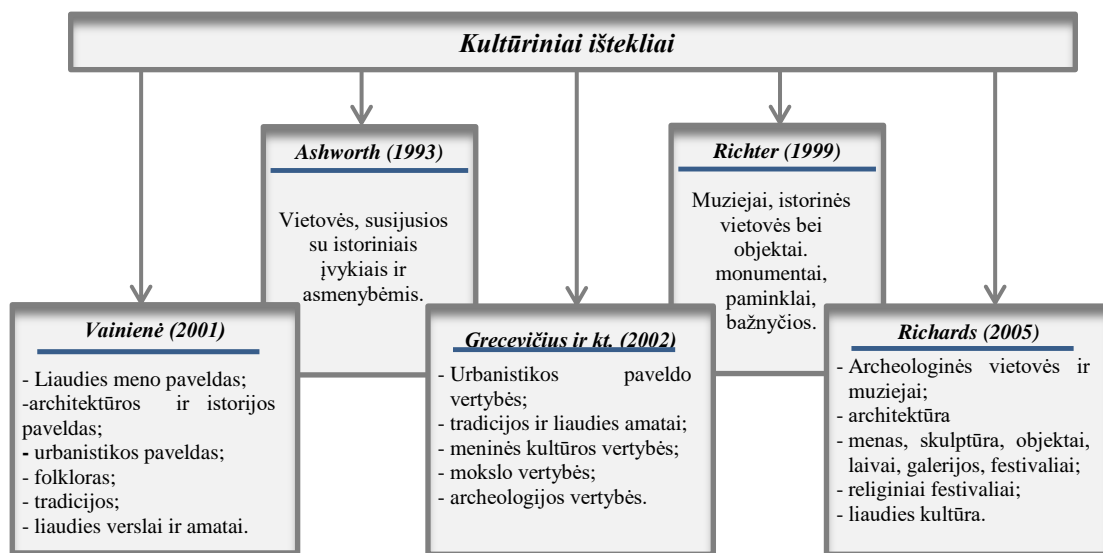 Kultūriniai ištekliai
Ashworth (1993)
Vietovės, susijusios
su istoriniais
įvykiais ir
asmenybėmis.
Richter (1999)
Muziejai, istorinės
vietovės bei
objektai.
monumentai,
paminklai,
bažnyčios.
Vainienė (2001)
- Liaudies meno paveldas;
-architektūros ir istorijos
paveldas;
- urbanistikos paveldas;
- folkloras;
- tradicijos;
- liaudies verslai ir amatai.
Grecevičius ir kt. (2002)
- Urbanistikos paveldo
vertybės;
- tradicijos ir liaudies amatai;
- meninės kultūros vertybės;
- mokslo vertybės;
- archeologijos vertybės.
Richards (2005)
- Archeologinės vietovės ir
muziejai;
- architektūra
- menas, skulptūra, objektai,
laivai, galerijos, festivaliai;
- religiniai festivaliai;
- liaudies kultūra.